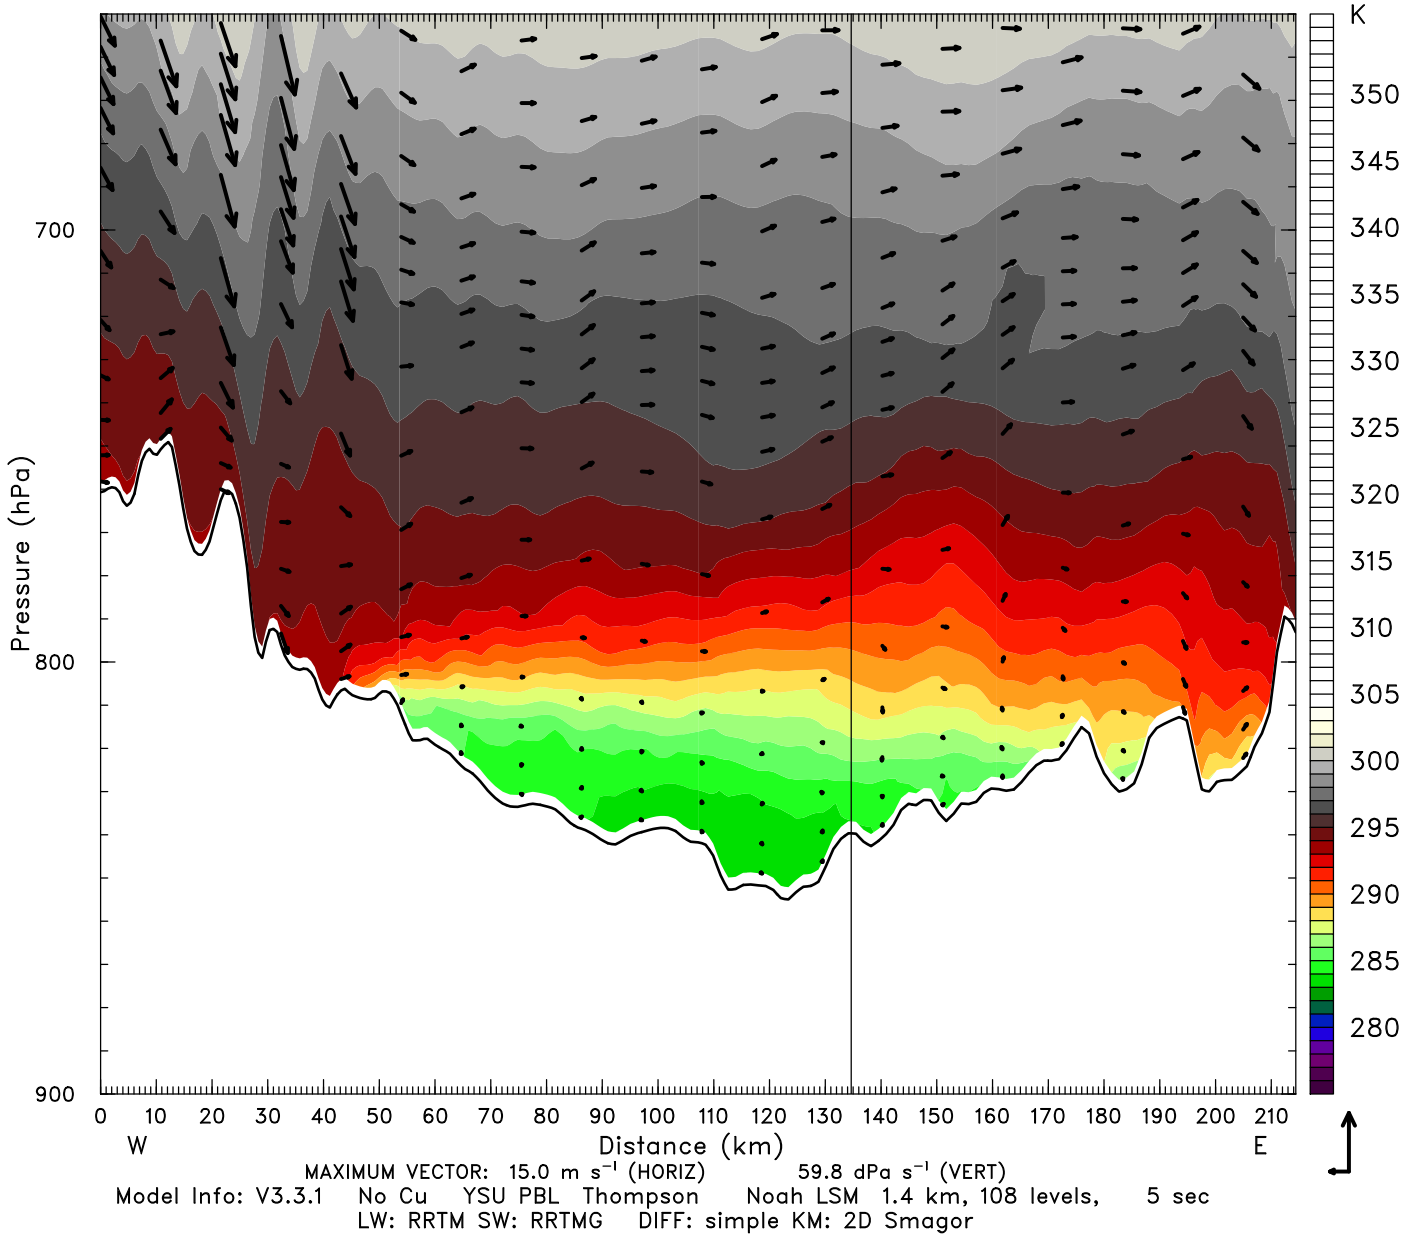 K
350
345
700
340
335
330
325
320
315
310
800
305
300
295
290
285
280
900
Pressure (hPa)
0 10 20 30 40 50 60 70 80 90 100 110 120 130 140 150 160 170 180 190 200 210
W Distance (km) E
MAXIMUM VECTOR: 15.0 m s⁻¹ (HORIZ) 59.8 dPa s⁻¹ (VERT)
Model Info: V3.3.1 No Cu YSU PBL Thompson Noah LSM 1.4 km, 108 levels, 5 sec
LW: RRTM SW: RRTMG DIFF: simple KM: 2D Smagor